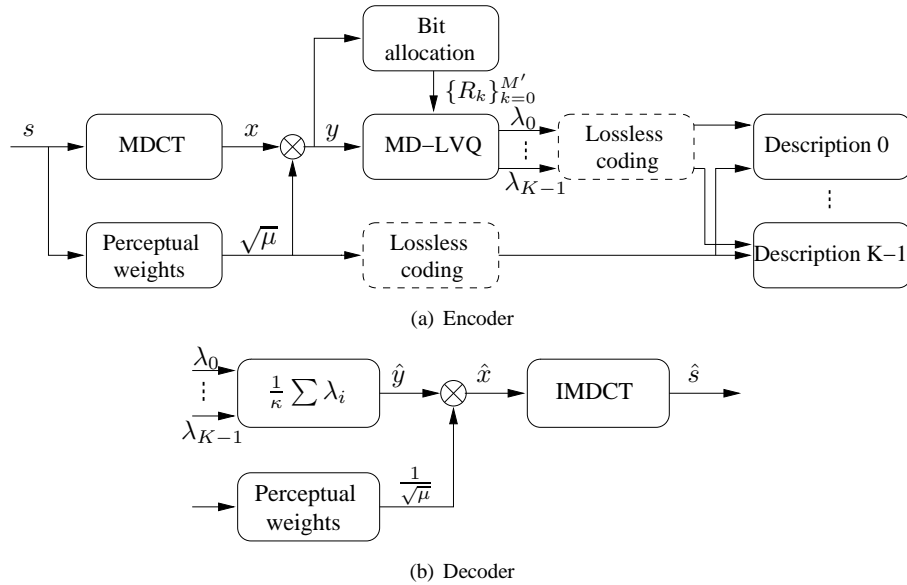 Bit
allocation
{R_k}_{k=0}^{M'}
s
MDCT
x
y
MD−LVQ
λ_0
⋮
λ_{K−1}
Lossless
coding
Description 0
⋮
Perceptual
weights
√μ
Lossless
coding
Description K−1
(a) Encoder
λ_0
⋮
λ_{K−1}
1/κ ∑ λ_i
ŷ
x̂
IMDCT
ŝ
Perceptual
weights
1/√μ
(b) Decoder